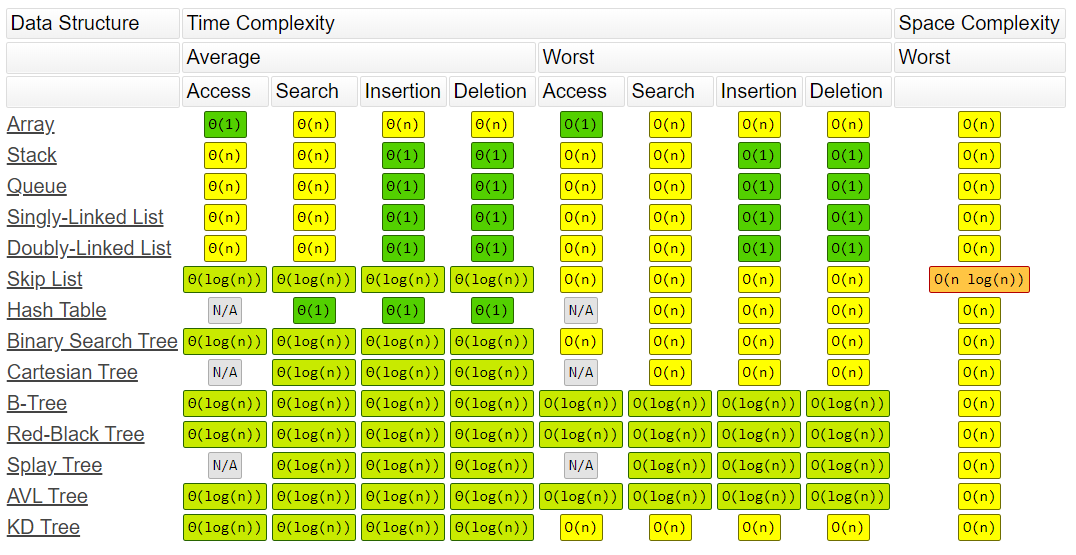 Data Structure Time Complexity Space Complexity
Average Worst Worst
Access Search Insertion Deletion Access Search Insertion Deletion
Array Θ(1) Θ(n) Θ(n) Θ(n) O(1) O(n) O(n) O(n) O(n)
Stack Θ(n) Θ(n) Θ(1) Θ(1) O(n) O(n) O(1) O(1) O(n)
Queue Θ(n) Θ(n) Θ(1) Θ(1) O(n) O(n) O(1) O(1) O(n)
Singly-Linked List Θ(n) Θ(n) Θ(1) Θ(1) O(n) O(n) O(1) O(1) O(n)
Doubly-Linked List Θ(n) Θ(n) Θ(1) Θ(1) O(n) O(n) O(1) O(1) O(n)
Skip List Θ(log(n)) Θ(log(n)) Θ(log(n)) Θ(log(n)) O(n) O(n) O(n) O(n) O(n log(n))
Hash Table N/A Θ(1) Θ(1) Θ(1) N/A O(n) O(n) O(n) O(n)
Binary Search Tree Θ(log(n)) Θ(log(n)) Θ(log(n)) Θ(log(n)) O(n) O(n) O(n) O(n) O(n)
Cartesian Tree N/A Θ(log(n)) Θ(log(n)) Θ(log(n)) N/A O(n) O(n) O(n) O(n)
B-Tree Θ(log(n)) Θ(log(n)) Θ(log(n)) Θ(log(n)) O(log(n)) O(log(n)) O(log(n)) O(log(n)) O(n)
Red-Black Tree Θ(log(n)) Θ(log(n)) Θ(log(n)) Θ(log(n)) O(log(n)) O(log(n)) O(log(n)) O(log(n)) O(n)
Splay Tree N/A Θ(log(n)) Θ(log(n)) Θ(log(n)) N/A O(log(n)) O(log(n)) O(log(n)) O(n)
AVL Tree Θ(log(n)) Θ(log(n)) Θ(log(n)) Θ(log(n)) O(log(n)) O(log(n)) O(log(n)) O(log(n)) O(n)
KD Tree Θ(log(n)) Θ(log(n)) Θ(log(n)) Θ(log(n)) O(n) O(n) O(n) O(n) O(n)